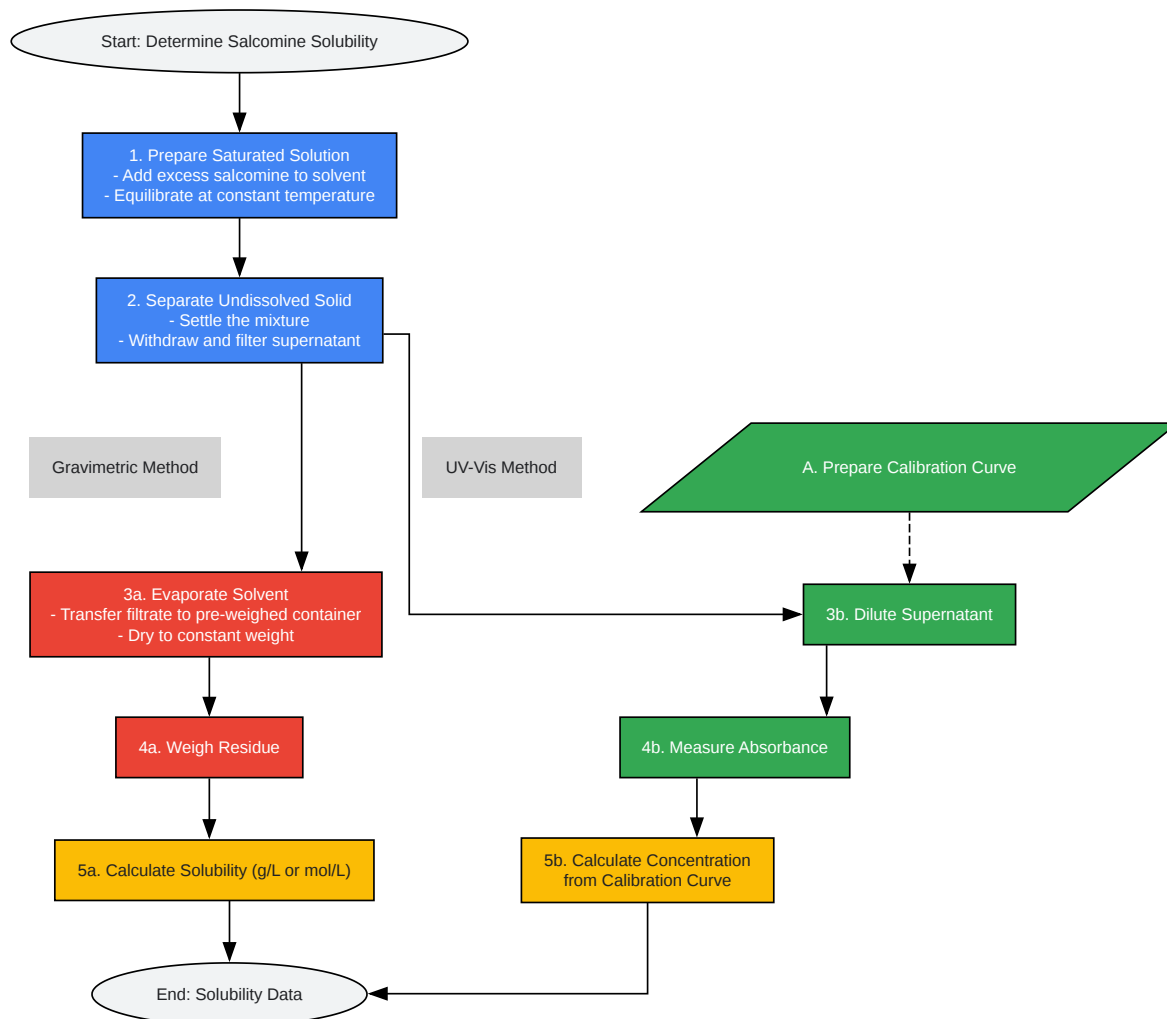 Start: Determine Salcomine Solubility
1. Prepare Saturated Solution
- Add excess salcomine to solvent
- Equilibrate at constant temperature
2. Separate Undissolved Solid
- Settle the mixture
- Withdraw and filter supernatant
Gravimetric Method
UV-Vis Method
A. Prepare Calibration Curve
3a. Evaporate Solvent
- Transfer filtrate to pre-weighed container
- Dry to constant weight
3b. Dilute Supernatant
4a. Weigh Residue
4b. Measure Absorbance
5a. Calculate Solubility (g/L or mol/L)
5b. Calculate Concentration
from Calibration Curve
End: Solubility Data